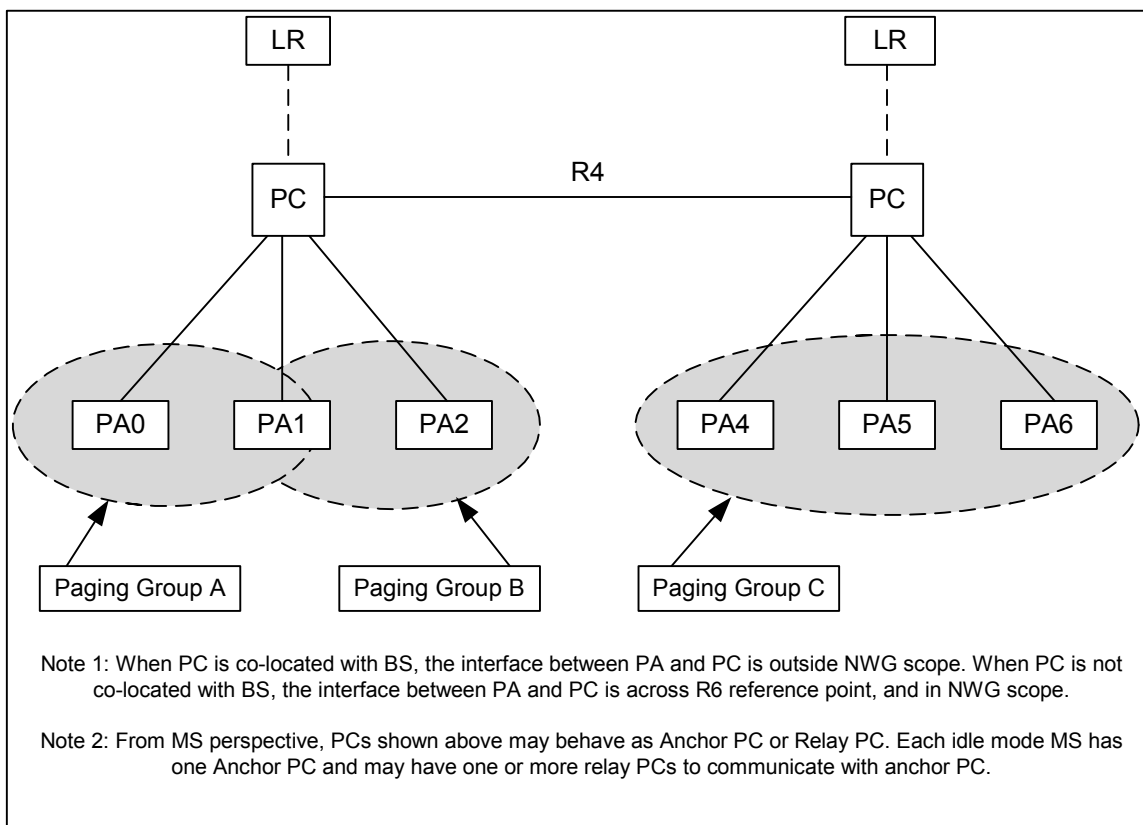 LR
LR
PC
R4
PC
PA0
PA1
PA2
PA4
PA5
PA6
Paging Group A
Paging Group B
Paging Group C
Note 1: When PC is co-located with BS, the interface between PA and PC is outside NWG scope. When PC is not
co-located with BS, the interface between PA and PC is across R6 reference point, and in NWG scope.
Note 2: From MS perspective, PCs shown above may behave as Anchor PC or Relay PC. Each idle mode MS has
one Anchor PC and may have one or more relay PCs to communicate with anchor PC.